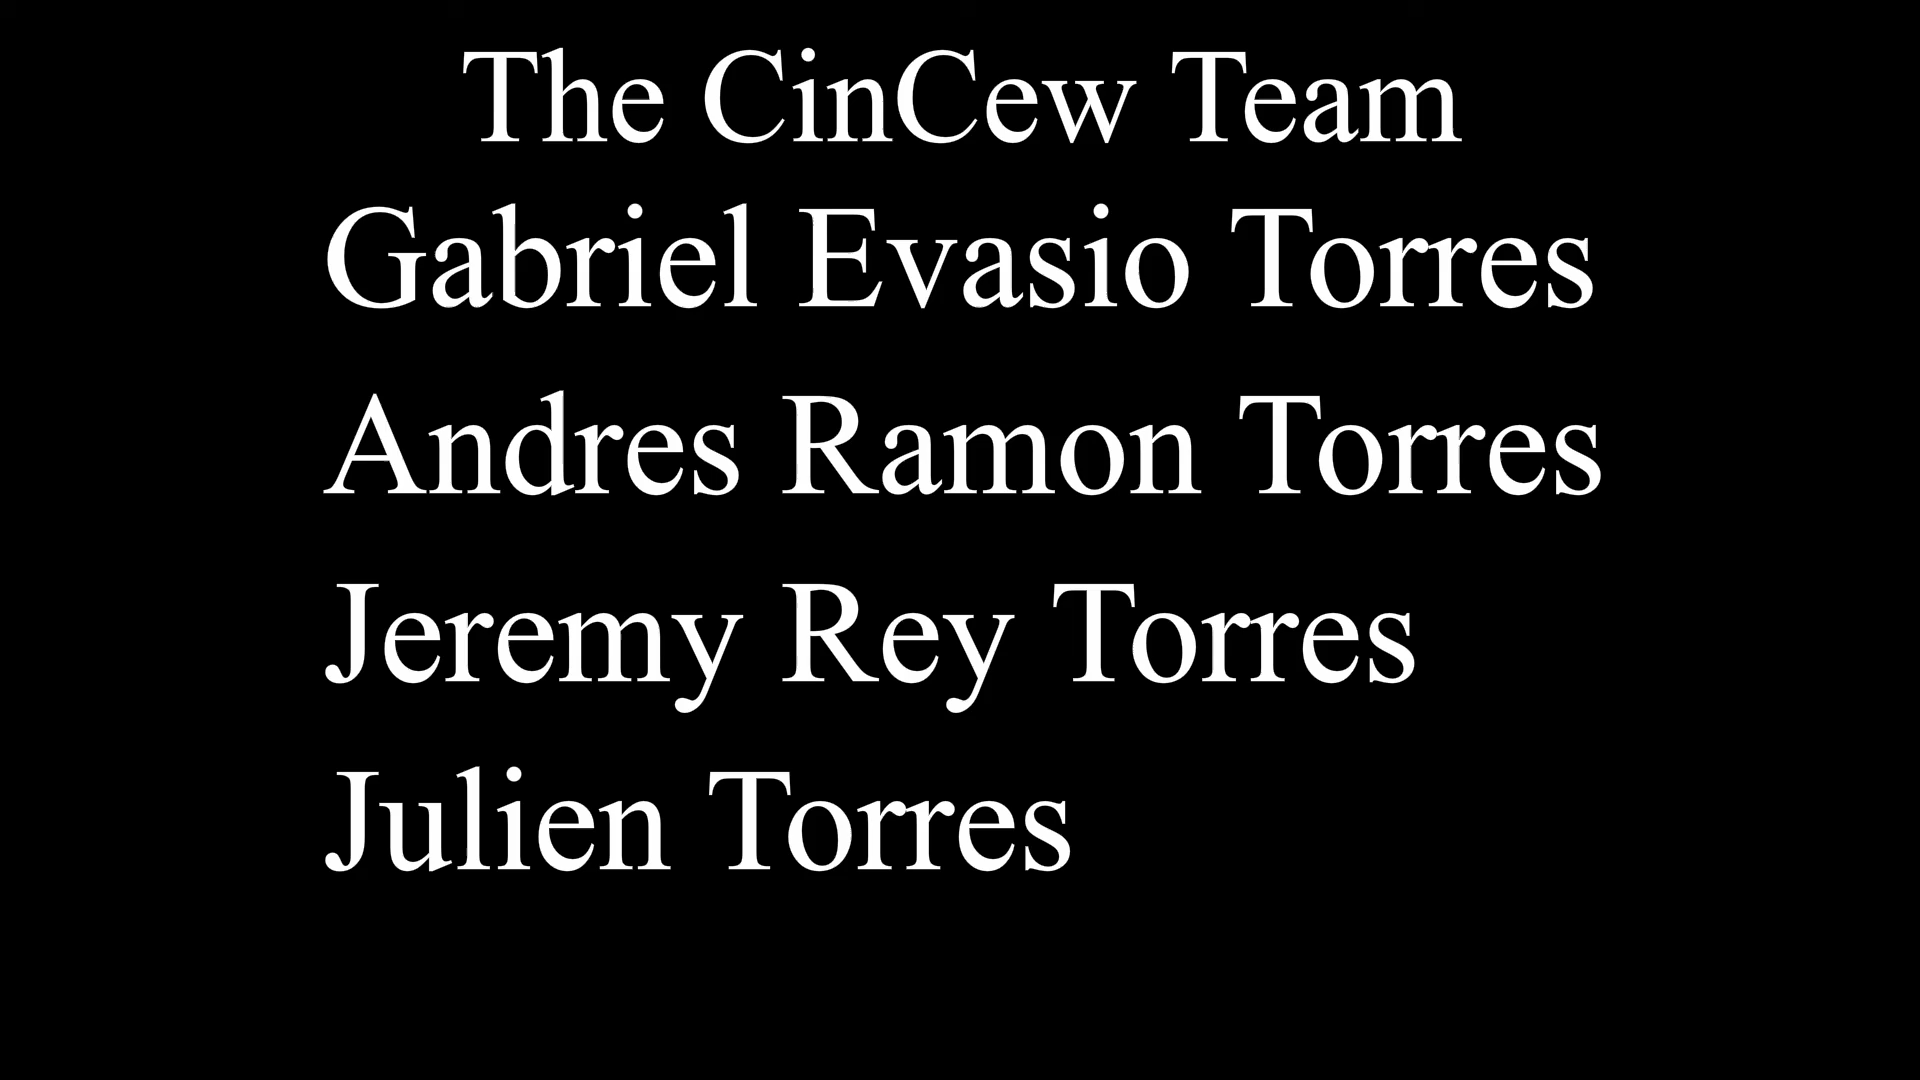 The CinCew Team
Gabriel Evasio Torres
Andres Ramon Torres
Jeremy Rey Torres
Julien Torres